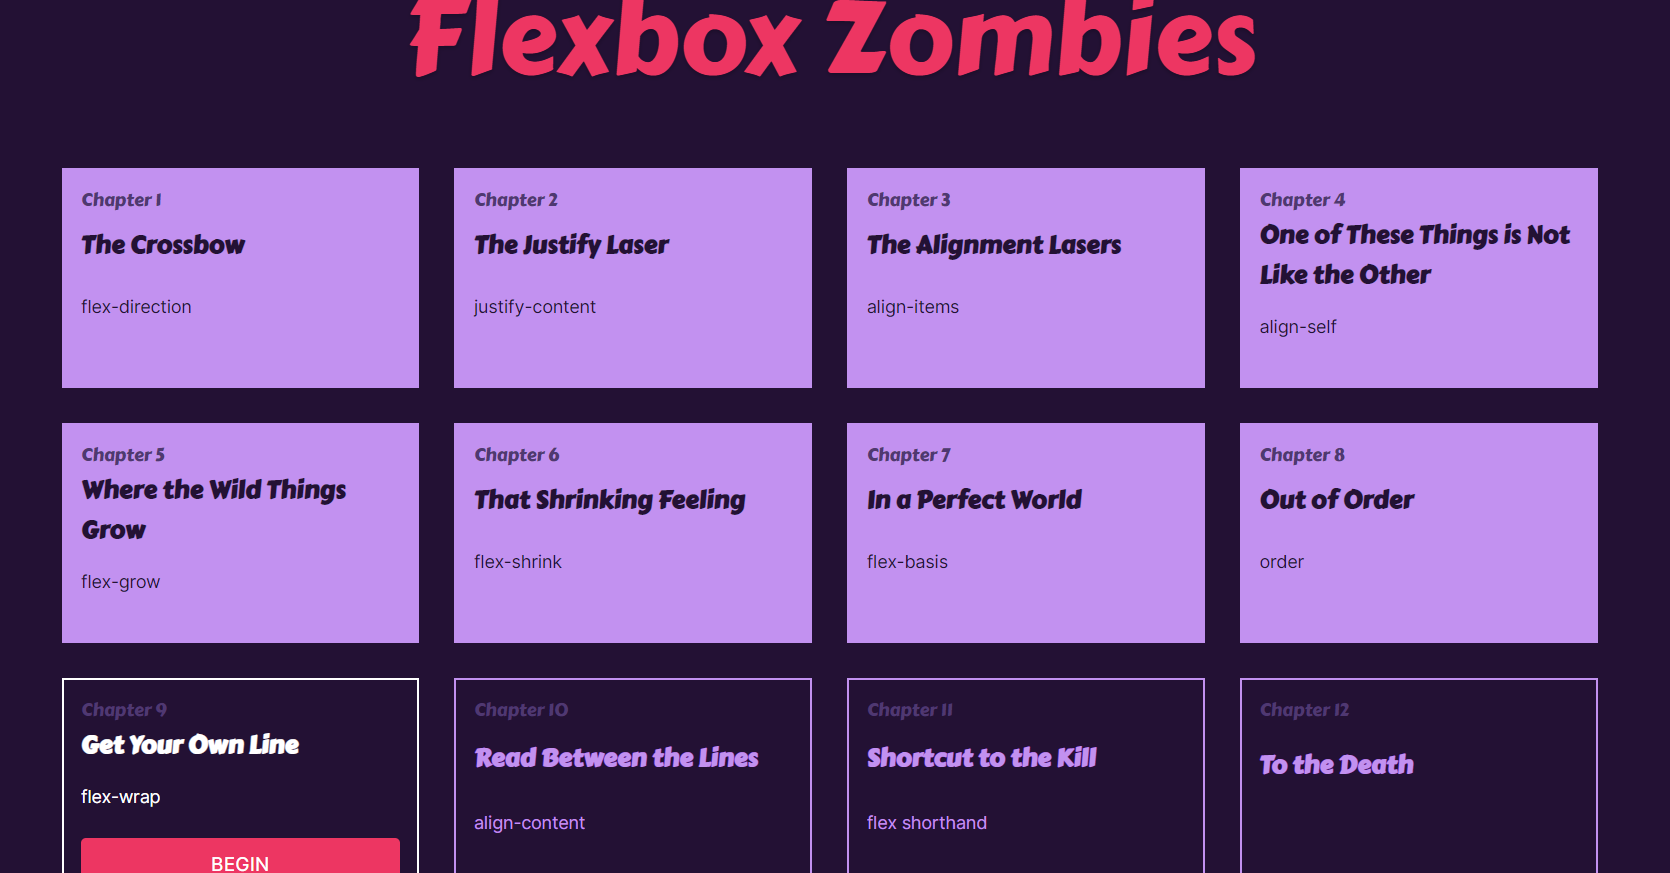 Flexbox Zombies
Chapter 1
The Crossbow
flex-direction
Chapter 2
The Justify Laser
justify-content
Chapter 3
The Alignment Lasers
align-items
Chapter 4
One of These Things is Not
Like the Other
align-self
Chapter 5
Where the Wild Things
Grow
flex-grow
Chapter 6
That Shrinking Feeling
flex-shrink
Chapter 7
In a Perfect World
flex-basis
Chapter 8
Out of Order
order
Chapter 9
Get Your Own Line
flex-wrap
BEGIN
Chapter 10
Read Between the Lines
align-content
Chapter 11
Shortcut to the Kill
flex shorthand
Chapter 12
To the Death